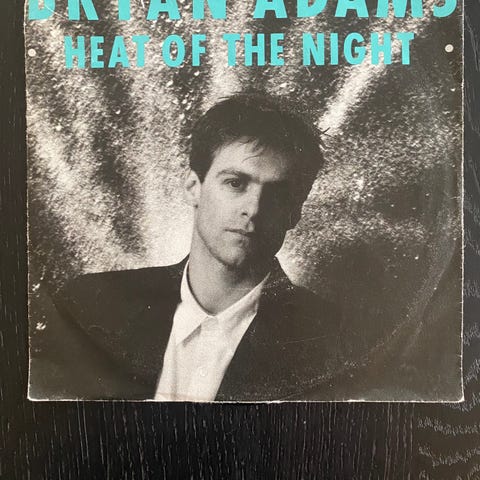 BRYAN ADAMS
HEAT OF THE NIGHT